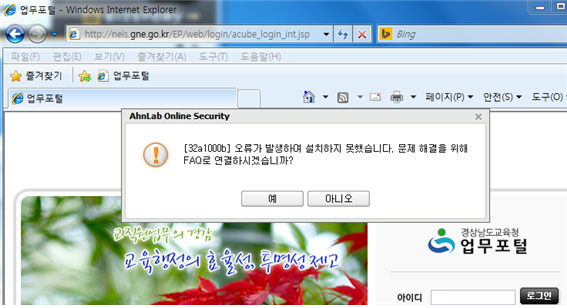 업무포털 - Windows Internet Explorer
http://neis.gne.go.kr/EP/web/login/acube_login_int.jsp
Bing
파일(F) 편집(E) 보기(V) 즐겨찾기(A) 도구(T) 도움말(H)
즐겨찾기 업무포털
업무포털
페이지(P) 안전(S) 도구(O)
AhnLab Online Security
[32a1000b] 오류가 발생하여 설치하지 못했습니다. 문제 해결을 위해
FAQ로 연결하시겠습니까?
예 아니오
교직원업무의 경감
교육행정의 효율성, 투명성 제고
경상남도교육청
업무포털
아이디 로그인